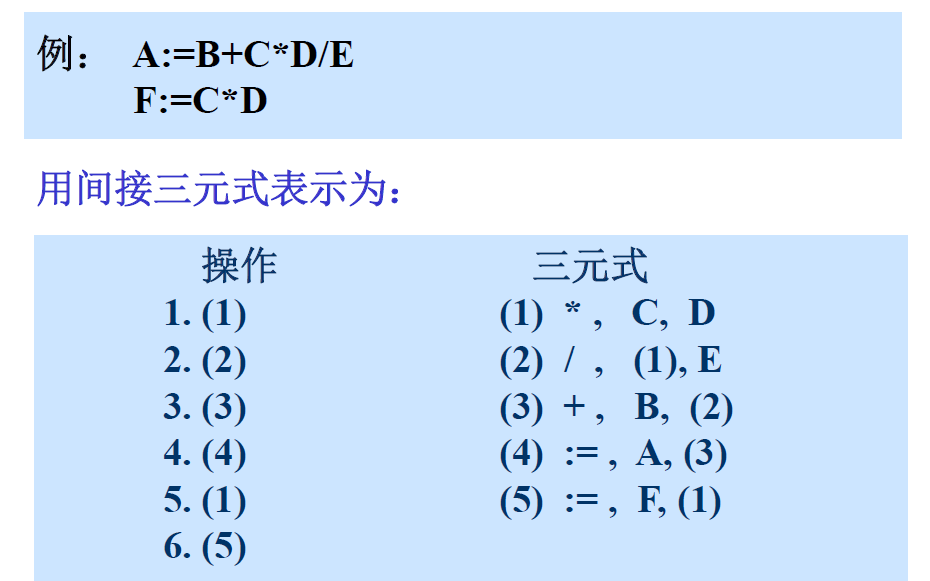 例： A:=B+C*D/E
F:=C*D
用间接三元式表示为：
操作 三元式
1. (1) (1) * , C, D
2. (2) (2) / , (1), E
3. (3) (3) + , B, (2)
4. (4) (4) := , A, (3)
5. (1) (5) := , F, (1)
6. (5)